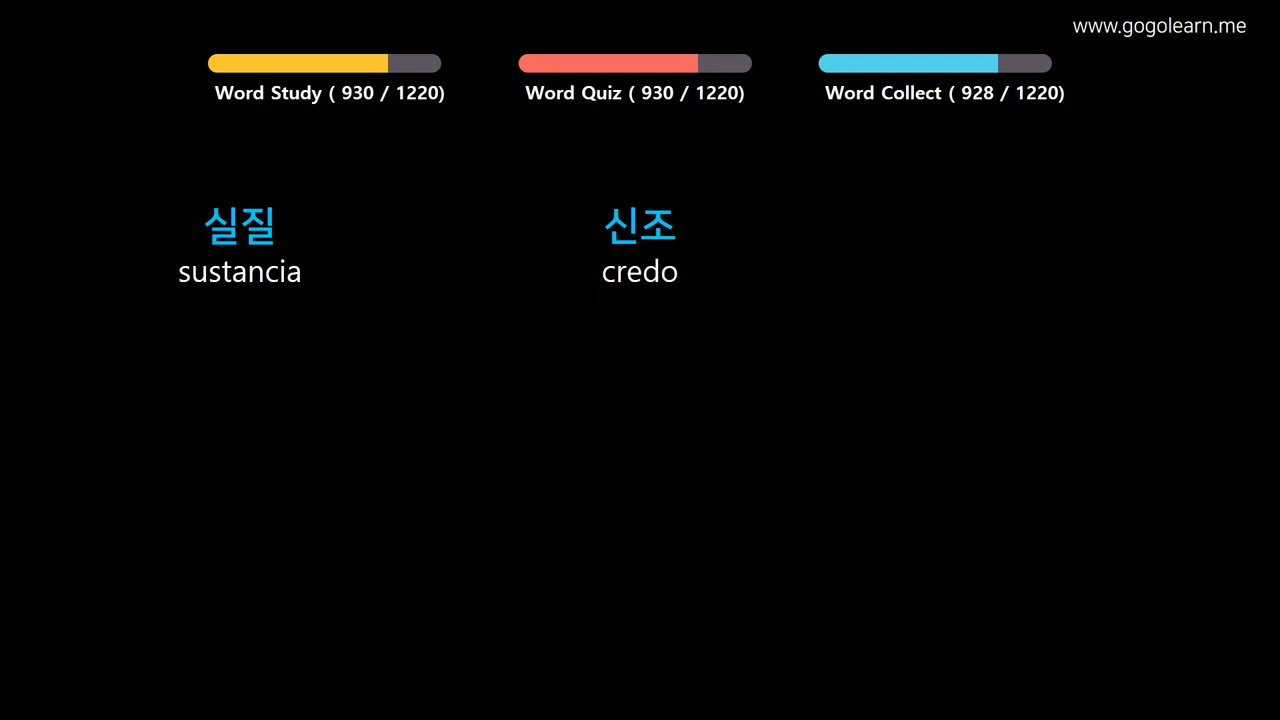 www.gogolearn.me
Word Study ( 930 / 1220)
Word Quiz ( 930 / 1220)
Word Collect ( 928 / 1220)
실질
신조
sustancia
credo